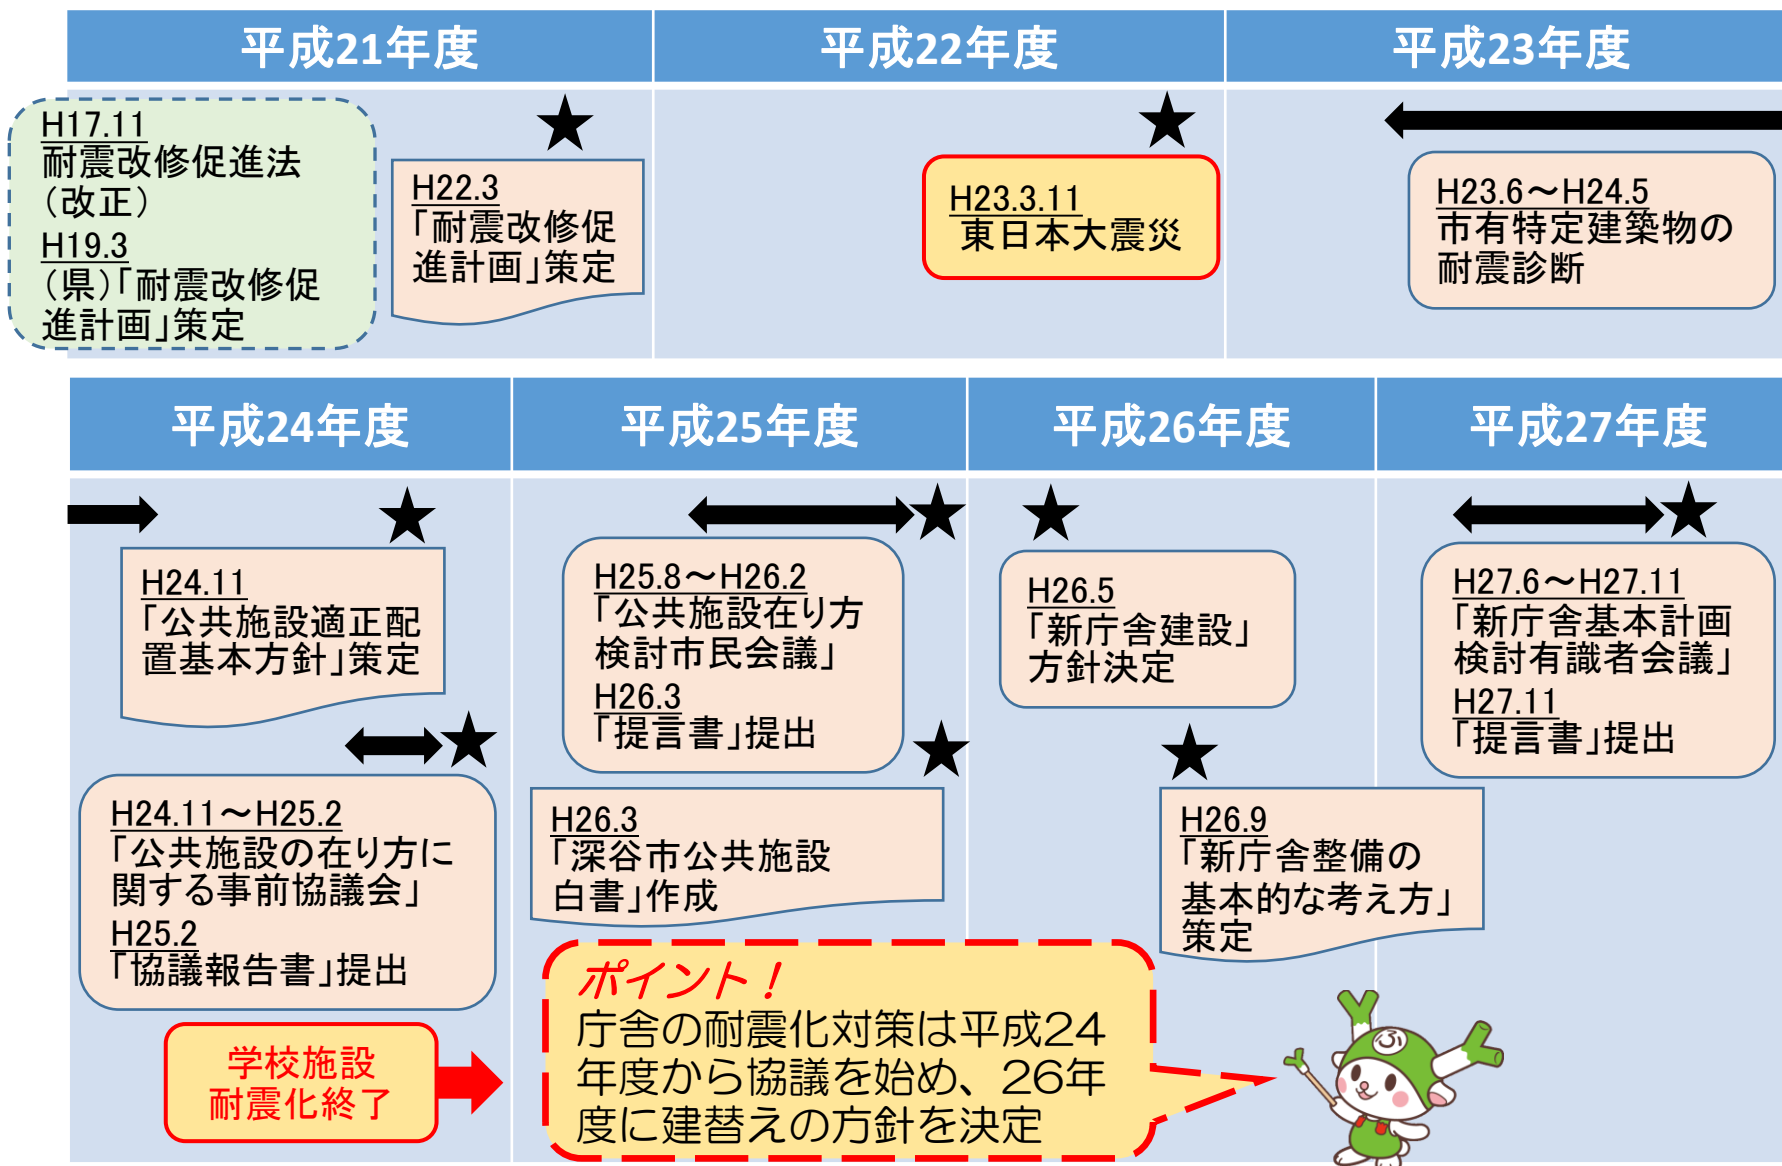 平成21年度
平成22年度
平成23年度
H17.11
耐震改修促進法
（改正）
H19.3
（県）「耐震改修促
進計画」策定
H22.3
「耐震改修促
進計画」策定
H23.3.11
東日本大震災
H23.6～H24.5
市有特定建築物の
耐震診断
平成24年度
平成25年度
平成26年度
平成27年度
H24.11
「公共施設適正配
置基本方針」策定
H24.11～H25.2
「公共施設の在り方に
関する事前協議会」
H25.2
「協議報告書」提出
学校施設
耐震化終了
H25.8～H26.2
「公共施設在り方
検討市民会議」
H26.3
「提言書」提出
H26.3
「深谷市公共施設
白書」作成
H26.5
「新庁舎建設」
方針決定
H26.9
「新庁舎整備の
基本的な考え方」
策定
H27.6～H27.11
「新庁舎基本計画
検討有識者会議」
H27.11
「提言書」提出
ポイント！
庁舎の耐震化対策は平成24
年度から協議を始め、26年
度に建替えの方針を決定
ふ